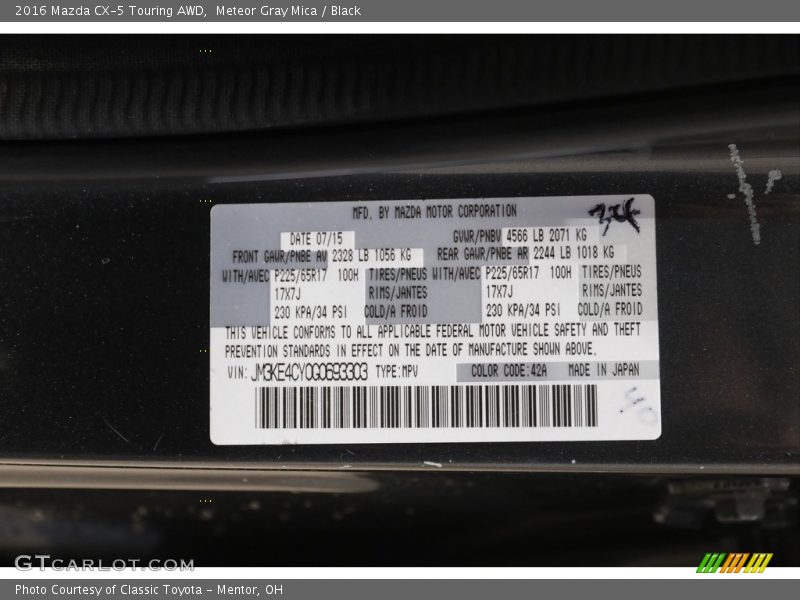 2016 Mazda CX-5 Touring AWD,  Meteor Gray Mica / Black
MFD. BY MAZDA MOTOR CORPORATION
DATE 07/15 GVWR/PNBV 4566 LB 2071 KG
FRONT GAWR/PNBE AV 2328 LB 1056 KG REAR GAWR/PNBE AR 2244 LB 1018 KG
WITH/AVEC P225/65R17 100H TIRES/PNEUS WITH/AVEC P225/65R17 100H TIRES/PNEUS
17X7J RIMS/JANTES 17X7J RIMS/JANTES
230 KPA/34 PSI COLD/A FROID 230 KPA/34 PSI COLD/A FROID
THIS VEHICLE CONFORMS TO ALL APPLICABLE FEDERAL MOTOR VEHICLE SAFETY AND THEFT
PREVENTION STANDARDS IN EFFECT ON THE DATE OF MANUFACTURE SHOWN ABOVE.
VIN: JM3KE4CY0G0693303 TYPE:MPV COLOR CODE:42A MADE IN JAPAN
GTCARLOT.COM
Photo Courtesy of Classic Toyota - Mentor, OH